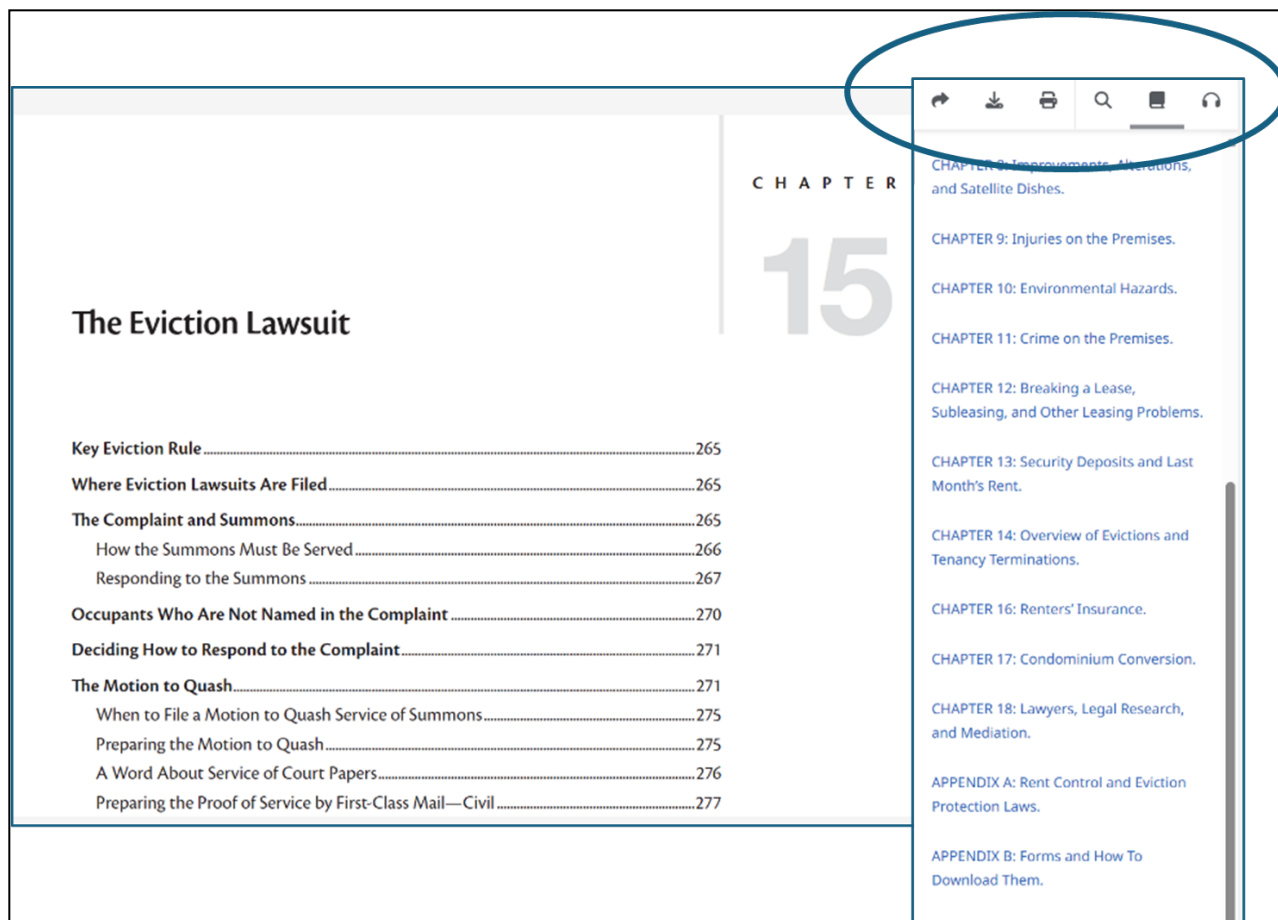 CHAPTER
15
The Eviction Lawsuit
Key Eviction Rule.....265
Where Eviction Lawsuits Are Filed.....265
The Complaint and Summons.....265
How the Summons Must Be Served.....266
Responding to the Summons.....267
Occupants Who Are Not Named in the Complaint.....270
Deciding How to Respond to the Complaint.....271
The Motion to Quash.....271
When to File a Motion to Quash Service of Summons.....275
Preparing the Motion to Quash.....275
A Word About Service of Court Papers.....276
Preparing the Proof of Service by First-Class Mail—Civil.....277
CHAPTER 8: Improvements, Alterations,
and Satellite Dishes.
CHAPTER 9: Injuries on the Premises.
CHAPTER 10: Environmental Hazards.
CHAPTER 11: Crime on the Premises.
CHAPTER 12: Breaking a Lease,
Subleasing, and Other Leasing Problems.
CHAPTER 13: Security Deposits and Last
Month's Rent.
CHAPTER 14: Overview of Evictions and
Tenancy Terminations.
CHAPTER 16: Renters' Insurance.
CHAPTER 17: Condominium Conversion.
CHAPTER 18: Lawyers, Legal Research,
and Mediation.
APPENDIX A: Rent Control and Eviction
Protection Laws.
APPENDIX B: Forms and How To
Download Them.